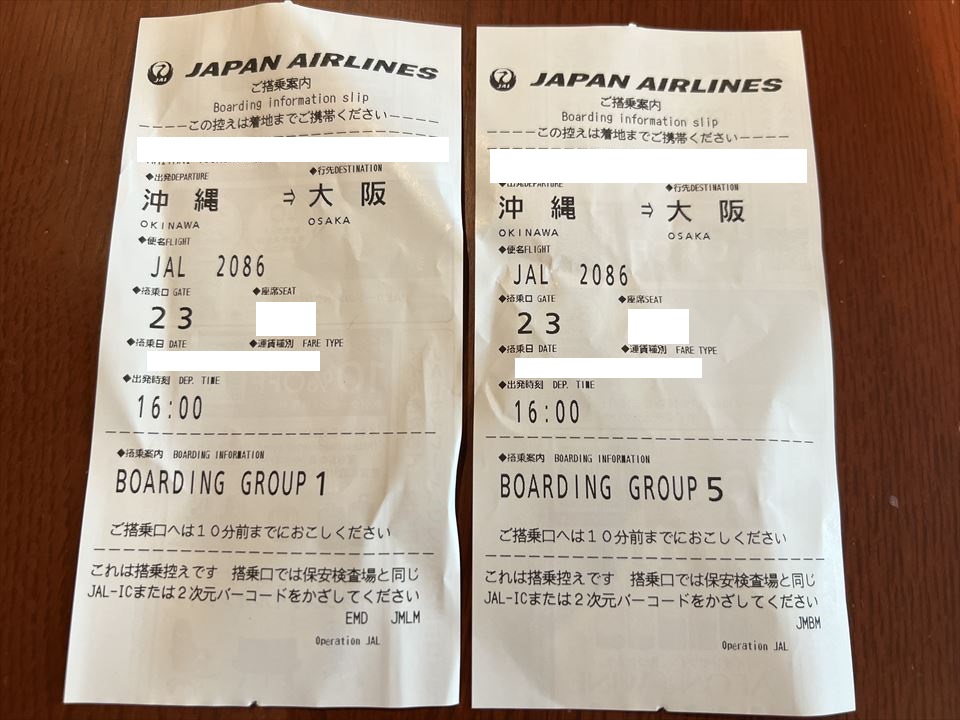 JAL JAPAN AIRLINES
ご搭乗案内
Boarding information slip
----この控えは着地までご携帯ください----
◆出発DEPARTURE ◆行先DESTINATION
沖縄 ⇒ 大阪
OKINAWA OSAKA
◆便名FLIGHT
JAL 2086
◆搭乗口 GATE ◆座席SEAT
23
◆搭乗日 DATE ◆運賃種別 FARE TYPE
◆出発時刻 DEP. TIME
16:00
◆搭乗案内 BOARDING INFORMATION
BOARDING GROUP 1
ご搭乗口へは10分前までにおこしください
これは搭乗控えです 搭乗口では保安検査場と同じ
JAL-ICまたは2次元バーコードをかざしてください
EMD JMLM
Operation JAL
JAL JAPAN AIRLINES
ご搭乗案内
Boarding information slip
----この控えは着地までご携帯ください----
◆出発DEPARTURE ◆行先DESTINATION
沖縄 ⇒ 大阪
OKINAWA OSAKA
◆便名FLIGHT
JAL 2086
◆搭乗口 GATE ◆座席SEAT
23
◆搭乗日 DATE ◆運賃種別 FARE TYPE
◆出発時刻 DEP. TIME
16:00
◆搭乗案内 BOARDING INFORMATION
BOARDING GROUP 5
ご搭乗口へは10分前までにおこしください
これは搭乗控えです 搭乗口では保安検査場と同じ
JAL-ICまたは2次元バーコードをかざしてください
JMBM
Operation JAL